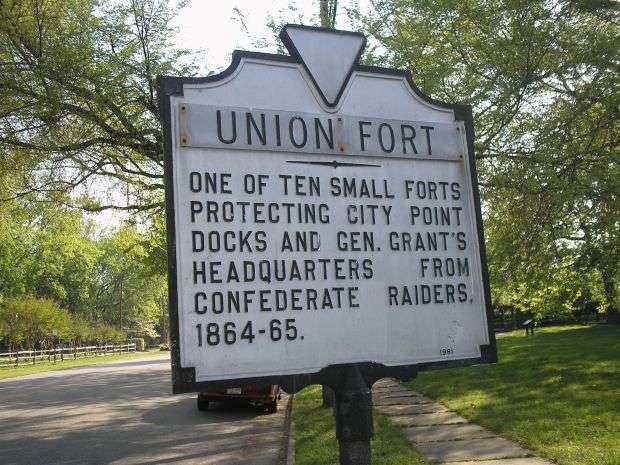 UNION FORT
ONE OF TEN SMALL FORTS
PROTECTING CITY POINT
DOCKS AND GEN. GRANT'S
HEADQUARTERS FROM
CONFEDERATE RAIDERS,
1864-65.
1981